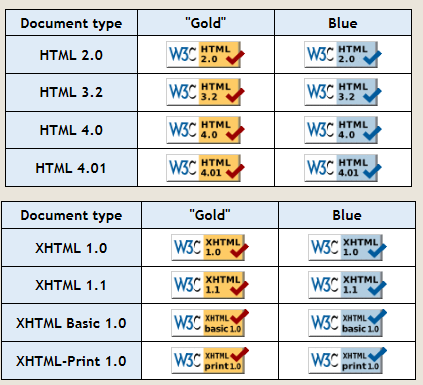 Document type "Gold" Blue
HTML 2.0 W3C HTML 2.0 W3C HTML 2.0
HTML 3.2 W3C HTML 3.2 W3C HTML 3.2
HTML 4.0 W3C HTML 4.0 W3C HTML 4.0
HTML 4.01 W3C HTML 4.01 W3C HTML 4.01
Document type "Gold" Blue
XHTML 1.0 W3C XHTML 1.0 W3C XHTML 1.0
XHTML 1.1 W3C XHTML 1.1 W3C XHTML 1.1
XHTML Basic 1.0 W3C XHTML basic 1.0 W3C XHTML basic 1.0
XHTML-Print 1.0 W3C XHTML print 1.0 W3C XHTML print 1.0